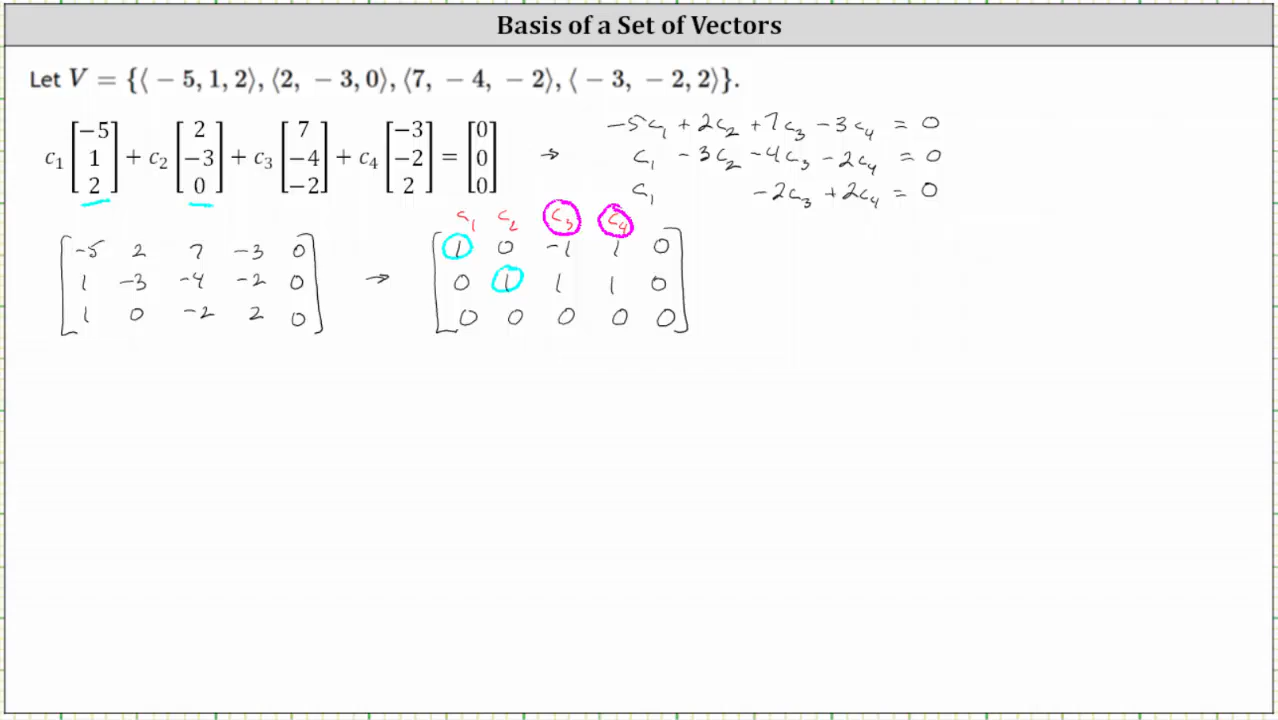 Basis of a Set of Vectors
Let V = {⟨ − 5, 1, 2⟩, ⟨2, − 3, 0⟩, ⟨7, − 4, − 2⟩, ⟨ − 3, − 2, 2⟩}.
c₁ [−5 1 2] + c₂ [2 −3 0] + c₃ [7 −4 −2] + c₄ [−3 −2 2] = [0 0 0] →
−5c₁ + 2c₂ + 7c₃ − 3c₄ = 0
c₁ − 3c₂ − 4c₃ − 2c₄ = 0
c₁ − 2c₃ + 2c₄ = 0
c₁ c₂ c₃ c₄
[−5 2 7 −3 0 → [1 0 −1 1 0
1 −3 −4 −2 0 0 1 1 1 0
1 0 −2 2 0] 0 0 0 0 0]